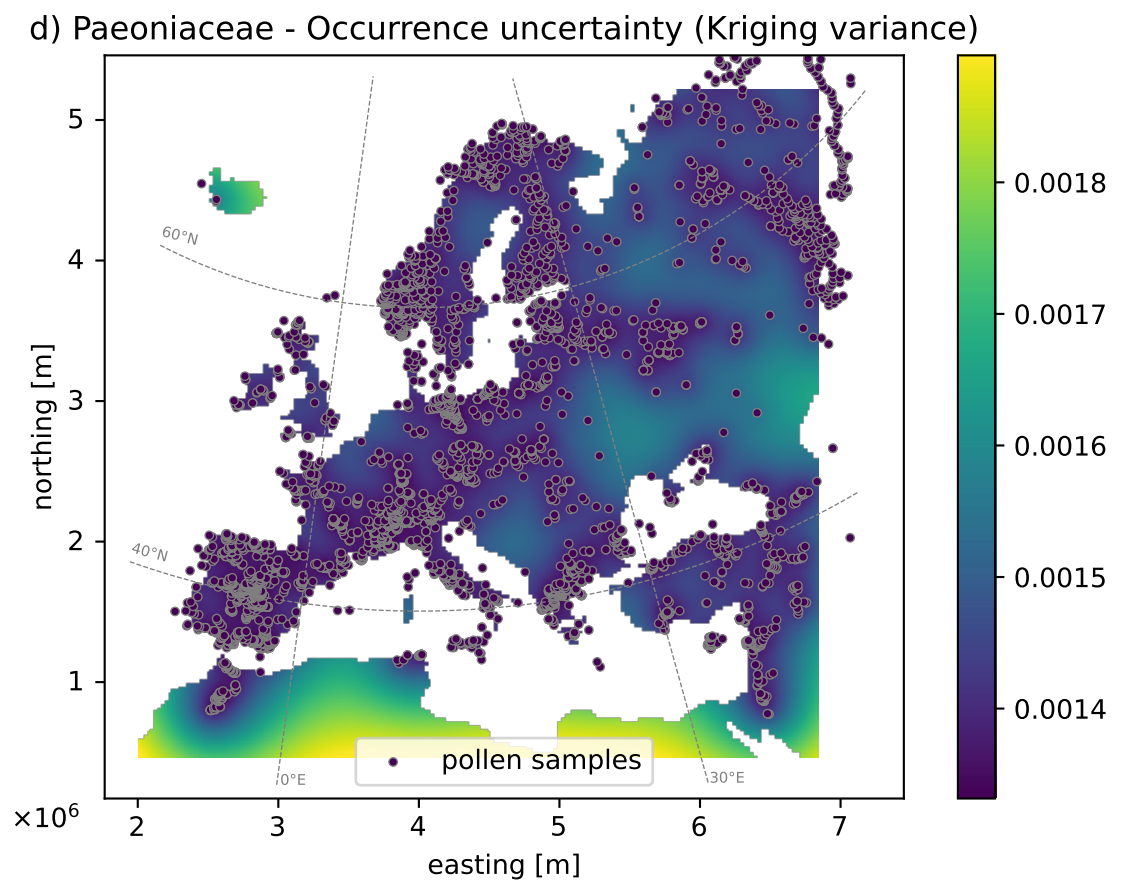 d) Paeoniaceae - Occurrence uncertainty (Kriging variance)
5
4
3
2
1
northing [m]
60°N
40°N
0°E
30°E
pollen samples
×10⁶
2 3 4 5 6 7
easting [m]
0.0018
0.0017
0.0016
0.0015
0.0014